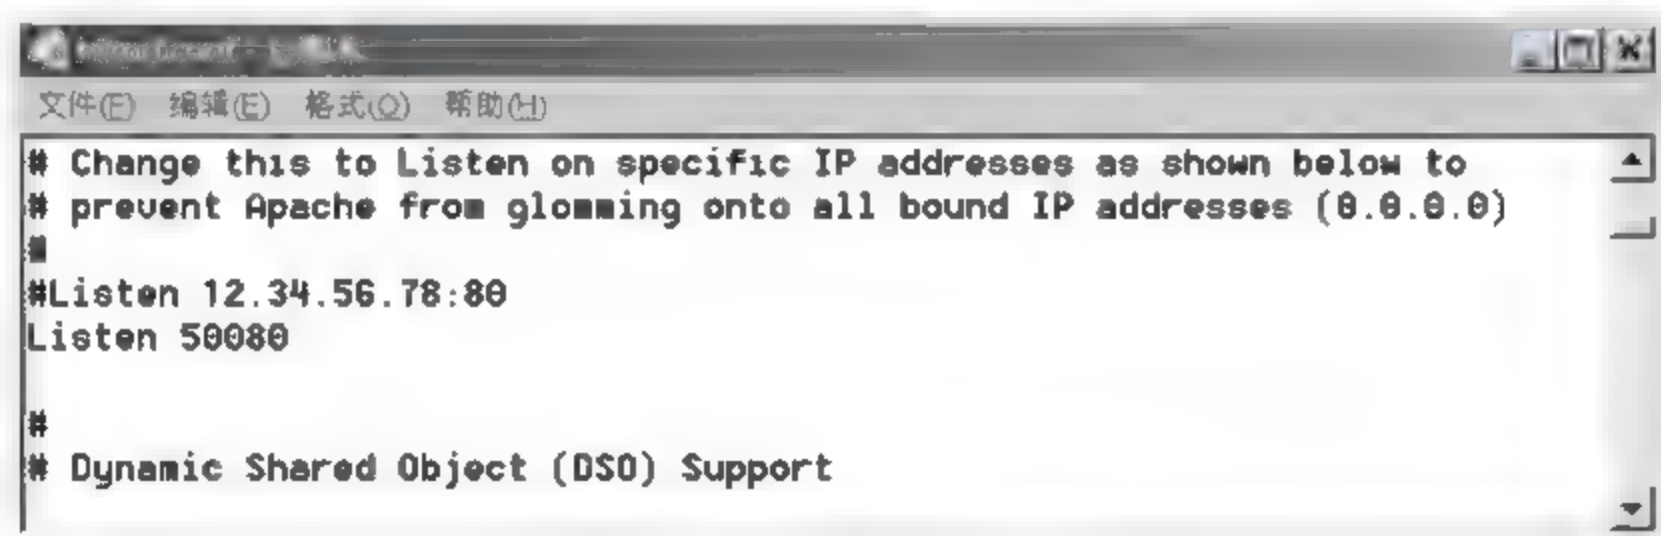 文件(F) 编辑(E) 格式(O) 帮助(H)
# Change this to Listen on specific IP addresses as shown below to
# prevent Apache from glomming onto all bound IP addresses (0.0.0.0)
#
#Listen 12.34.56.78:80
Listen 50080
#
# Dynamic Shared Object (DSO) Support